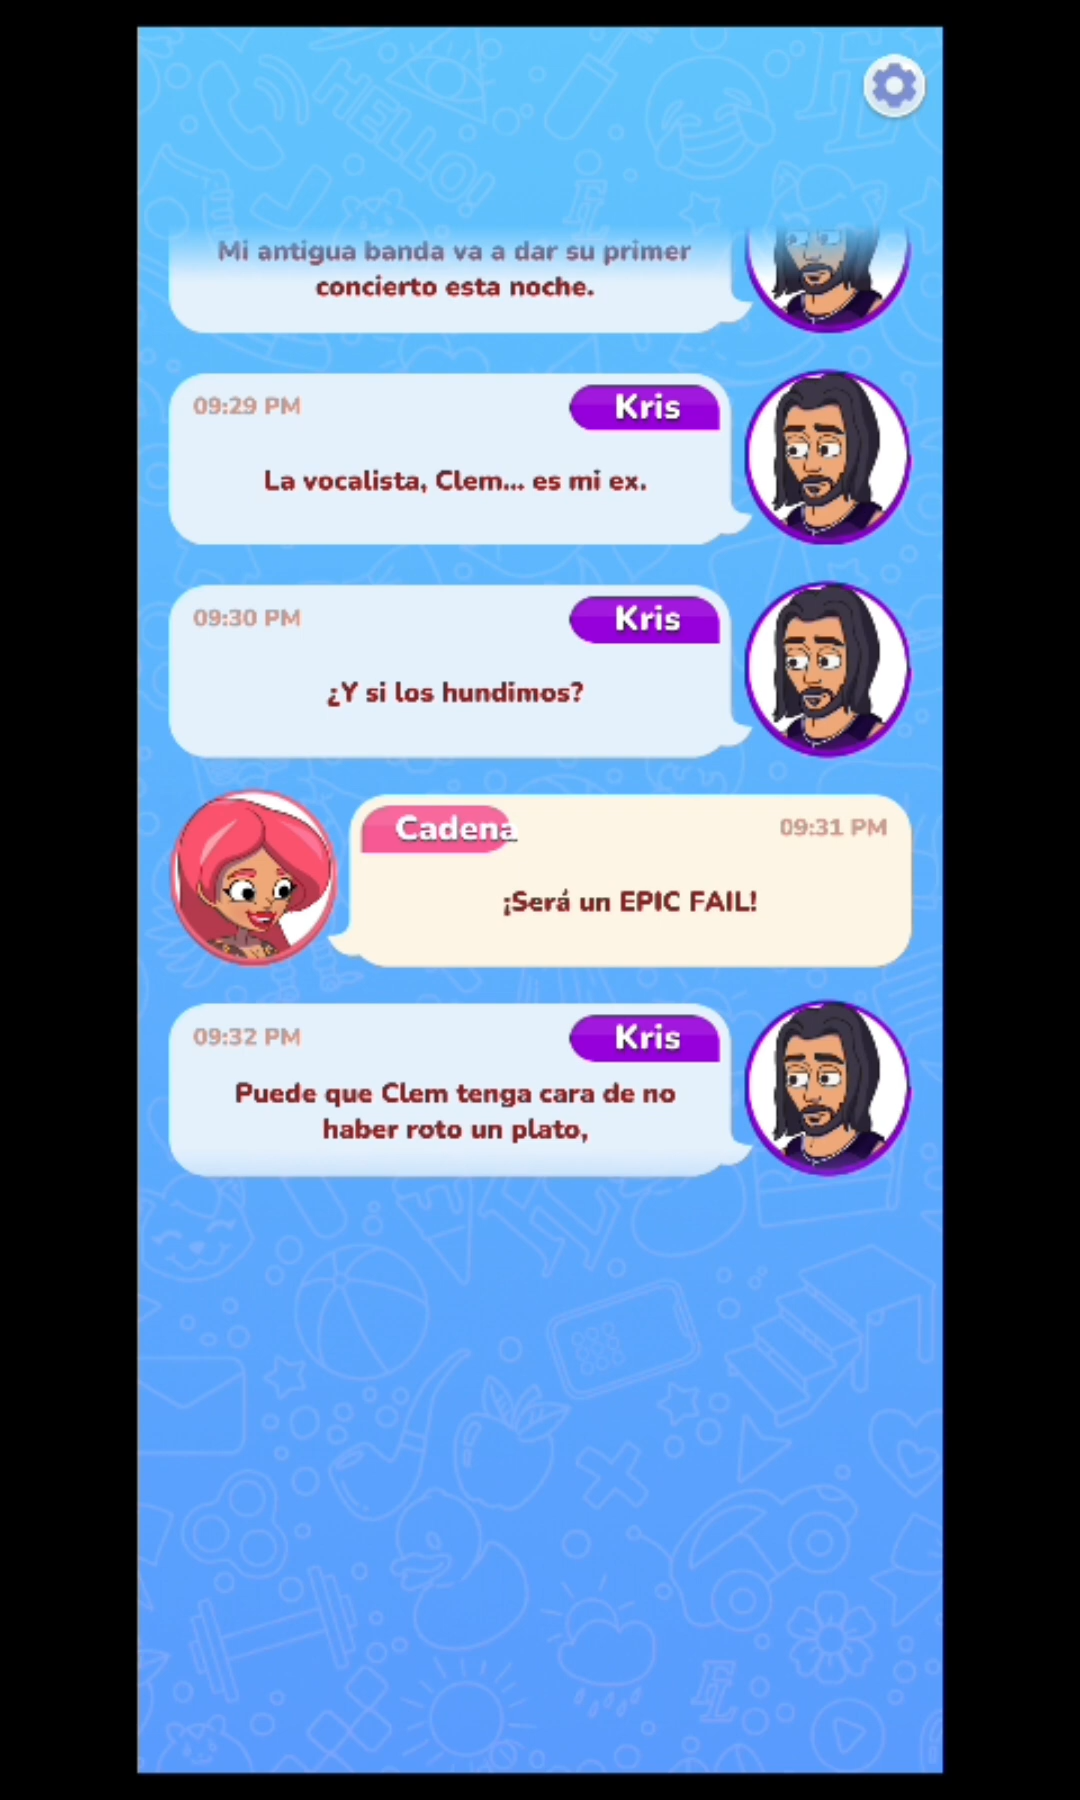 HELLO!
Mi antigua banda va a dar su primer
concierto esta noche.
09:29 PM
Kris
La vocalista, Clem... es mi ex.
09:30 PM
Kris
¿Y si los hundimos?
Cadena
09:31 PM
¡Será un EPIC FAIL!
09:32 PM
Kris
Puede que Clem tenga cara de no
haber roto un plato,